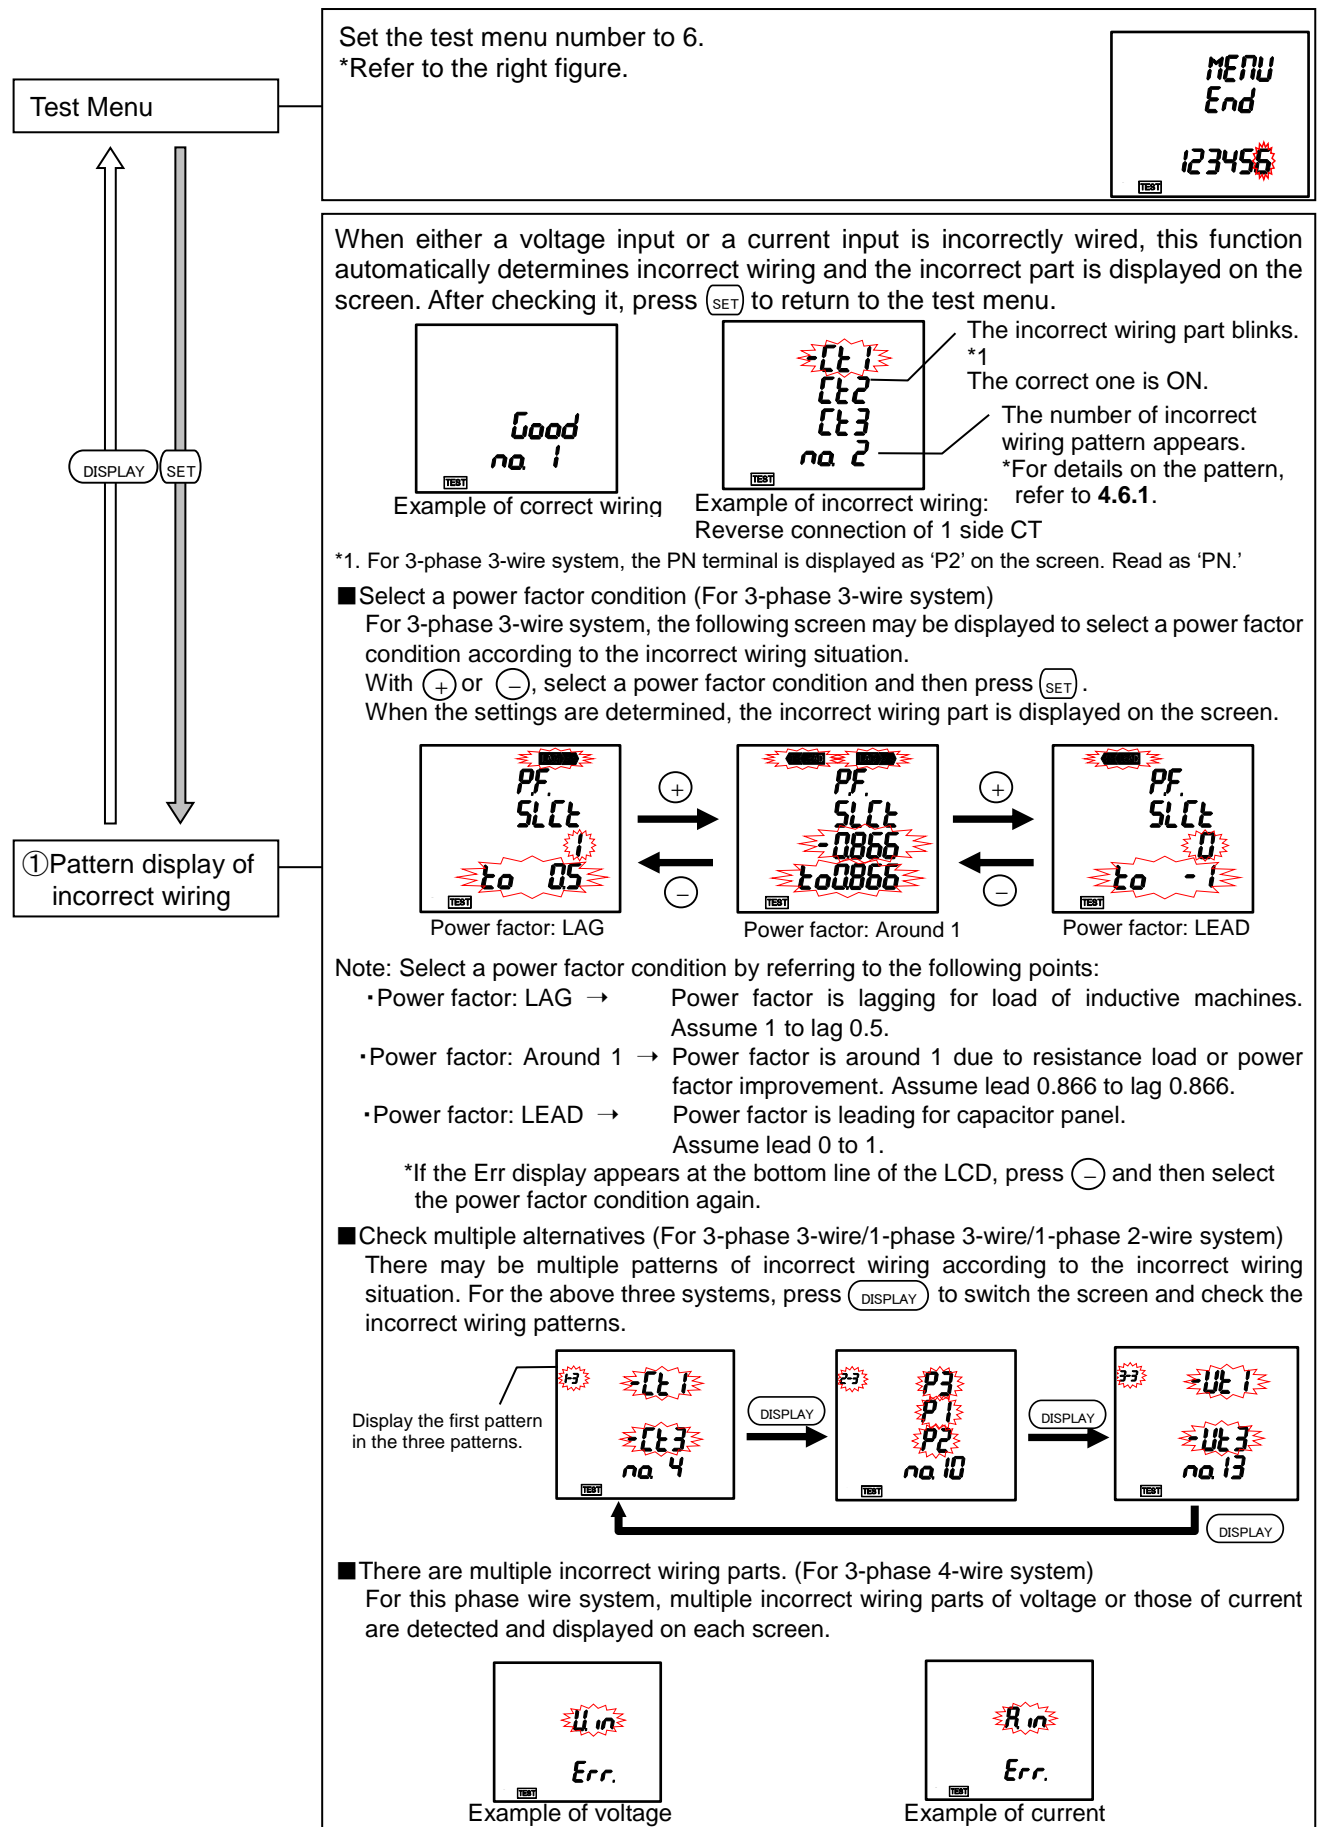 Set the test menu number to 6.
*Refer to the right figure.
MENU
End
123456
TEST
Test Menu
DISPLAY
SET
①Pattern display of
incorrect wiring
When either a voltage input or a current input is incorrectly wired, this function
automatically determines incorrect wiring and the incorrect part is displayed on the
screen. After checking it, press SET to return to the test menu.
Good
no. 1
TEST
Example of correct wiring
-Ct1
Ct2
Ct3
no. 2
TEST
Example of incorrect wiring:
Reverse connection of 1 side CT
The incorrect wiring part blinks.
*1
The correct one is ON.
The number of incorrect
wiring pattern appears.
*For details on the pattern,
refer to 4.6.1.
*1. For 3-phase 3-wire system, the PN terminal is displayed as ‘P2’ on the screen. Read as ‘PN.’
■Select a power factor condition (For 3-phase 3-wire system)
For 3-phase 3-wire system, the following screen may be displayed to select a power factor
condition according to the incorrect wiring situation.
With + or −, select a power factor condition and then press SET.
When the settings are determined, the incorrect wiring part is displayed on the screen.
P.F.
SLCt
1
to 0.5
TEST
Power factor: LAG
+
−
P.F.
SLCt
-0.866
to0.866
TEST
Power factor: Around 1
+
−
P.F.
SLCt
0
to -1
TEST
Power factor: LEAD
Note: Select a power factor condition by referring to the following points:
・Power factor: LAG → Power factor is lagging for load of inductive machines.
Assume 1 to lag 0.5.
・Power factor: Around 1 → Power factor is around 1 due to resistance load or power
factor improvement. Assume lead 0.866 to lag 0.866.
・Power factor: LEAD → Power factor is leading for capacitor panel.
Assume lead 0 to 1.
*If the Err display appears at the bottom line of the LCD, press − and then select
the power factor condition again.
■Check multiple alternatives (For 3-phase 3-wire/1-phase 3-wire/1-phase 2-wire system)
There may be multiple patterns of incorrect wiring according to the incorrect wiring
situation. For the above three systems, press DISPLAY to switch the screen and check the
incorrect wiring patterns.
Display the first pattern
in the three patterns.
1-3
-Ct1
-Ct3
no. 4
TEST
DISPLAY
2-3
P3
P1
P2
no.10
TEST
DISPLAY
3-3
-Ut1
-Ut3
no.13
TEST
DISPLAY
■There are multiple incorrect wiring parts. (For 3-phase 4-wire system)
For this phase wire system, multiple incorrect wiring parts of voltage or those of current
are detected and displayed on each screen.
U.in
Err.
TEST
Example of voltage
A.in
Err.
TEST
Example of current